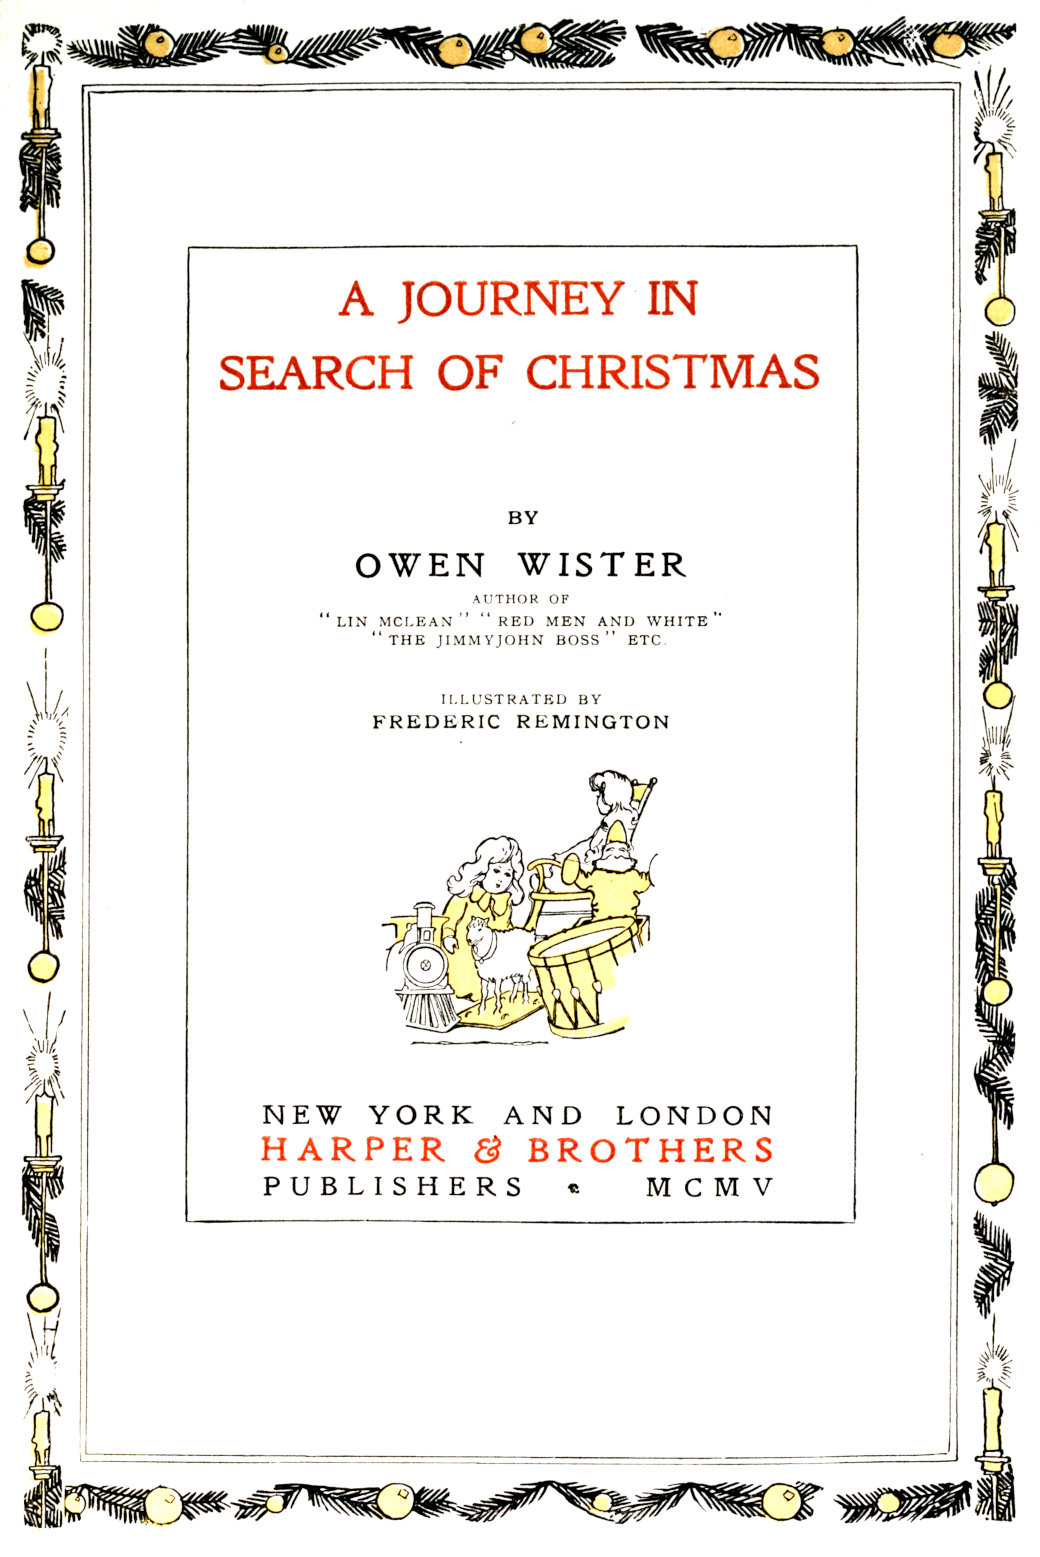 A JOURNEY IN
SEARCH OF CHRISTMAS
BY
OWEN WISTER
AUTHOR OF
"LIN MCLEAN" "RED MEN AND WHITE"
"THE JIMMYJOHN BOSS" ETC.
ILLUSTRATED BY
FREDERIC REMINGTON
NEW YORK AND LONDON
HARPER & BROTHERS
PUBLISHERS · MCMV